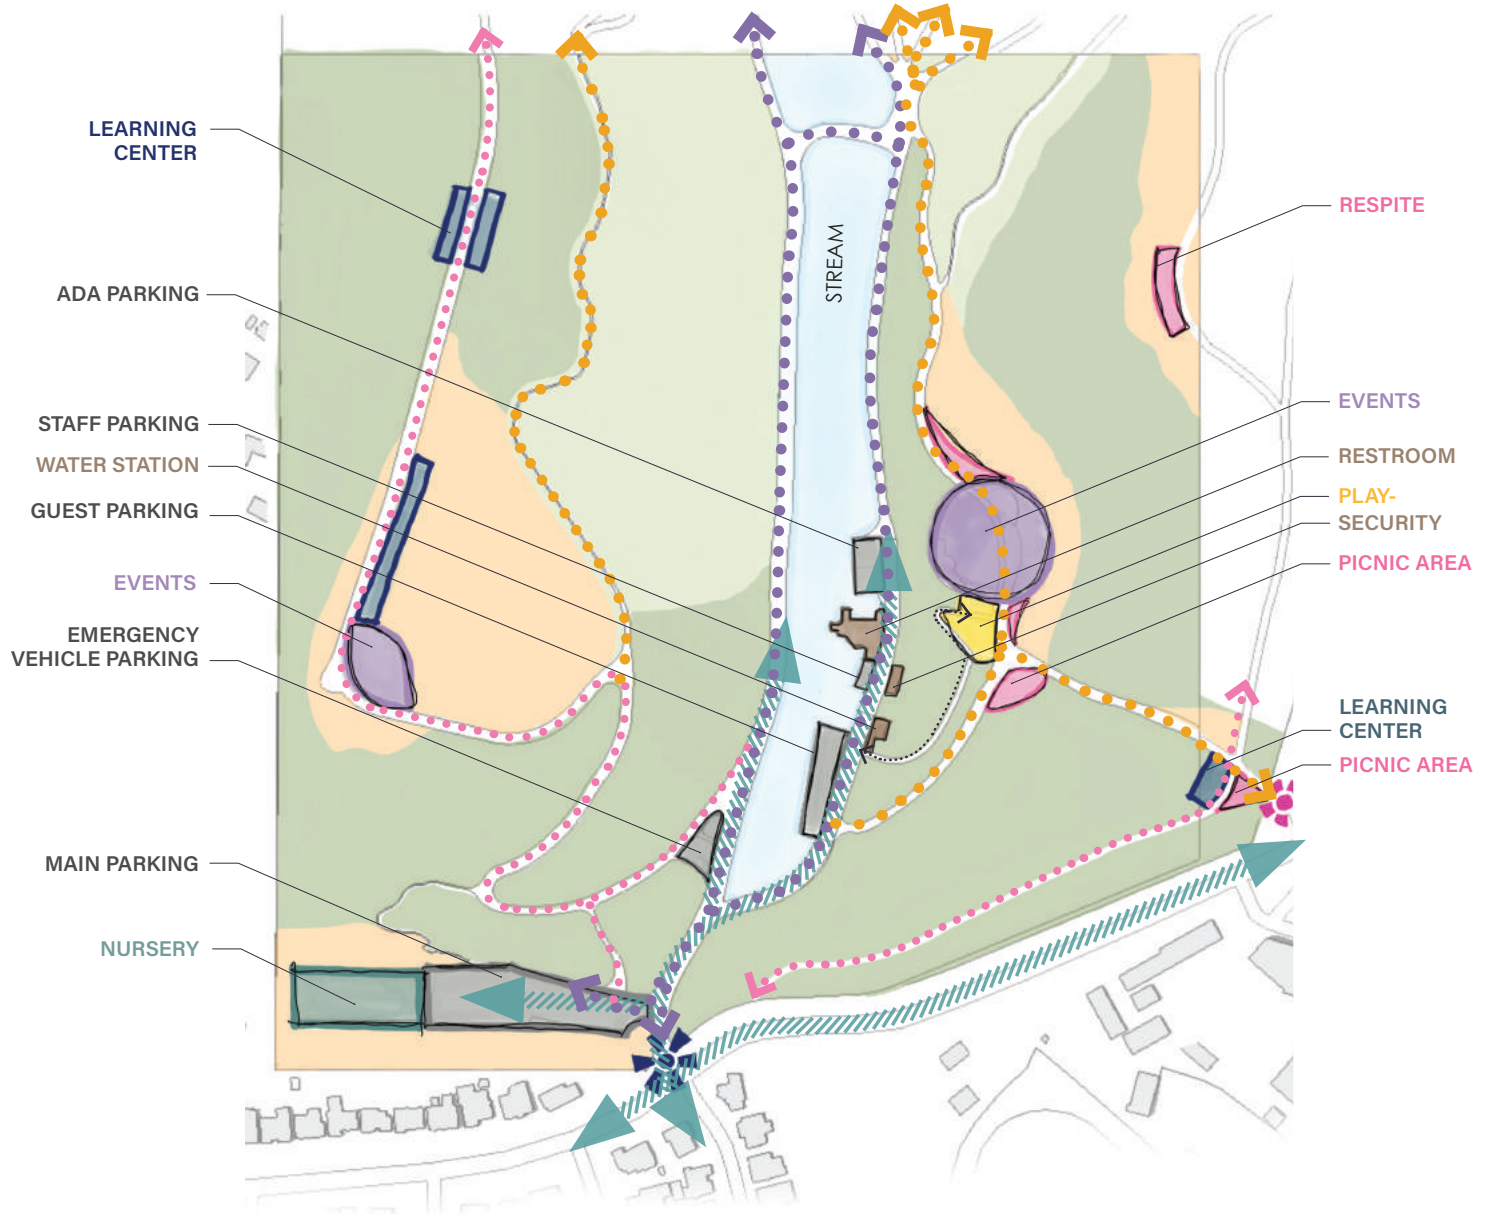 LEARNING
CENTER
ADA PARKING
STAFF PARKING
WATER STATION
GUEST PARKING
EVENTS
EMERGENCY
VEHICLE PARKING
MAIN PARKING
NURSERY
STREAM
RESPITE
EVENTS
RESTROOM
PLAY-
SECURITY
PICNIC AREA
LEARNING
CENTER
PICNIC AREA